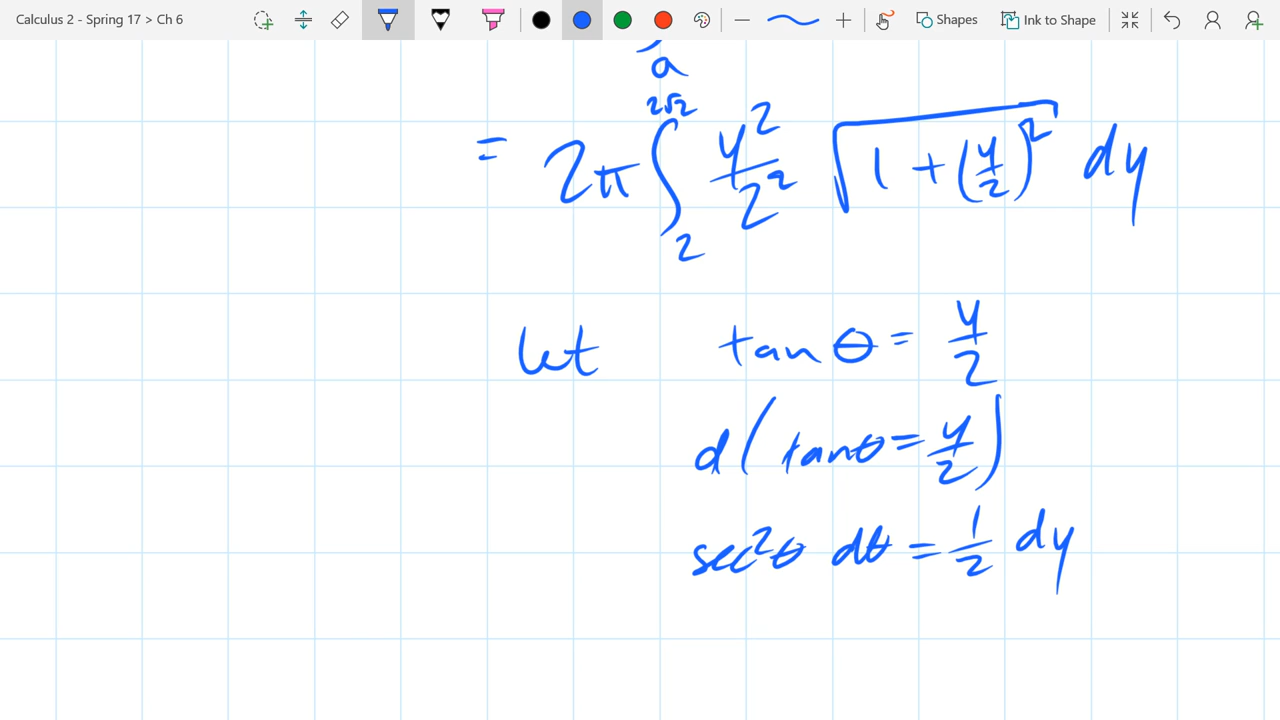 Calculus 2 - Spring 17 > Ch 6
Shapes
Ink to Shape
a
= 2π ∫₂^{2√2} y²/2² √(1 + (y/2)²) dy
let tan θ = y/2
d(tanθ = y/2)
sec²θ dθ = 1/2 dy